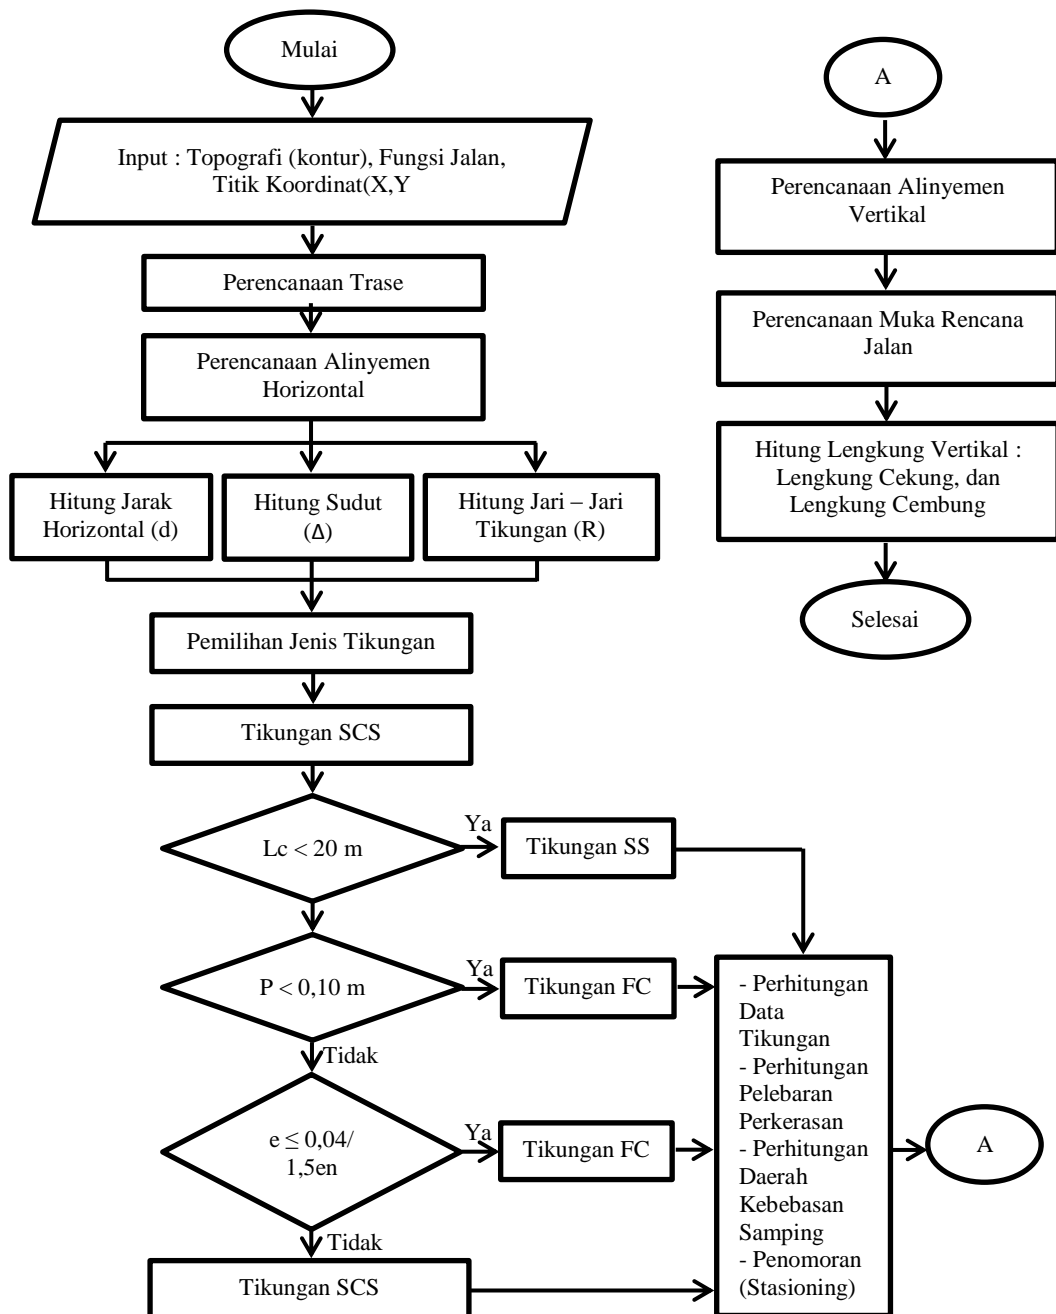 Mulai
Input : Topografi (kontur), Fungsi Jalan,
Titik Koordinat(X,Y
Perencanaan Trase
Perencanaan Alinyemen
Horizontal
Hitung Jarak
Horizontal (d)
Hitung Sudut
(Δ)
Hitung Jari – Jari
Tikungan (R)
Pemilihan Jenis Tikungan
Tikungan SCS
Lc < 20 m
Ya
Tikungan SS
P < 0,10 m
Ya
Tikungan FC
Tidak
e ≤ 0,04/
1,5en
Ya
Tikungan FC
Tidak
Tikungan SCS
- Perhitungan
Data
Tikungan
- Perhitungan
Pelebaran
Perkerasan
- Perhitungan
Daerah
Kebebasan
Samping
- Penomoran
(Stasioning)
A
A
Perencanaan Alinyemen
Vertikal
Perencanaan Muka Rencana
Jalan
Hitung Lengkung Vertikal :
Lengkung Cekung, dan
Lengkung Cembung
Selesai